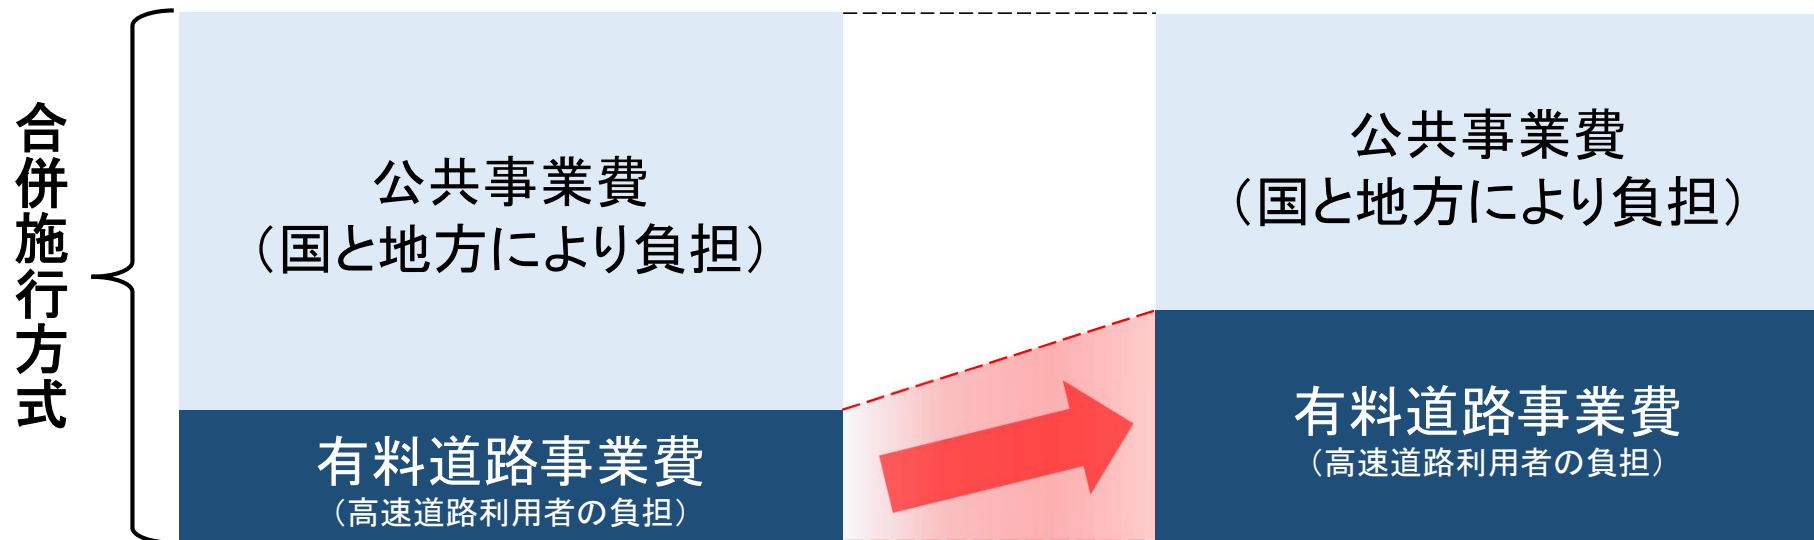 合併施行方式
公共事業費
（国と地方により負担）
有料道路事業費
（高速道路利用者の負担）
公共事業費
（国と地方により負担）
有料道路事業費
（高速道路利用者の負担）